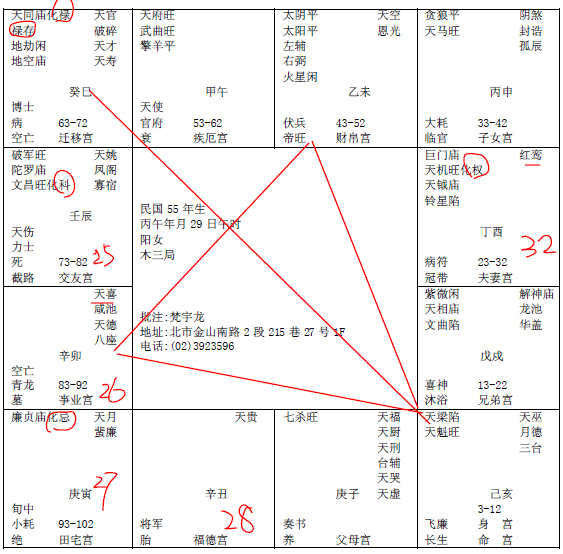 天同庙化禄 天官
禄存 破碎
地劫闲 天才
地空庙 天寿
癸巳
博士
病 63-72
空亡 迁移宫
天府旺
武曲旺
擎羊平
甲午
天使
官府 53-62
衰 疾厄宫
太阴平 天空
太阳平 恩光
左辅
右弼
火星闲
乙未
伏兵 43-52
帝旺 财帛宫
贪狼平 阴煞
天马旺 封诰
孤辰
丙申
大耗 33-42
临官 子女宫
破军旺 天姚
陀罗庙 凤阁
文昌旺化科 寡宿
壬辰
天伤
力士
死 73-82 25
截路 交友宫
民国 55 年生
丙午年月 29 日午时
阳女
木三局
批注:梵宇龙
地址:北市金山南路 2 段 215 巷 27 号 1F
电话:(02)3923596
巨门庙 红鸾
天机旺化权
天钺庙
铃星陷
丁酉
32
病符 23-32
冠带 夫妻宫
天喜
咸池
天德
八座
辛卯
空亡
青龙 83-92 26
墓 亊业宫
紫微闲 解神庙
天相庙 龙池
文曲陷 华盖
戊戌
喜神 13-22
沐浴 兄弟宫
廉贞庙化忌 天月
蜚廉
庚寅 27
旬中
小耗 93-102
绝 田宅宫
天贵
辛丑
28
将军
胎 福德宫
七杀旺 天福
天厨
天刑
台辅
天哭
庚子 天虚
奏书
养 父母宫
天梁陷 天巫
天魁旺 月德
三台
己亥
3-12
飞廉 身 宫
长生 命 宫